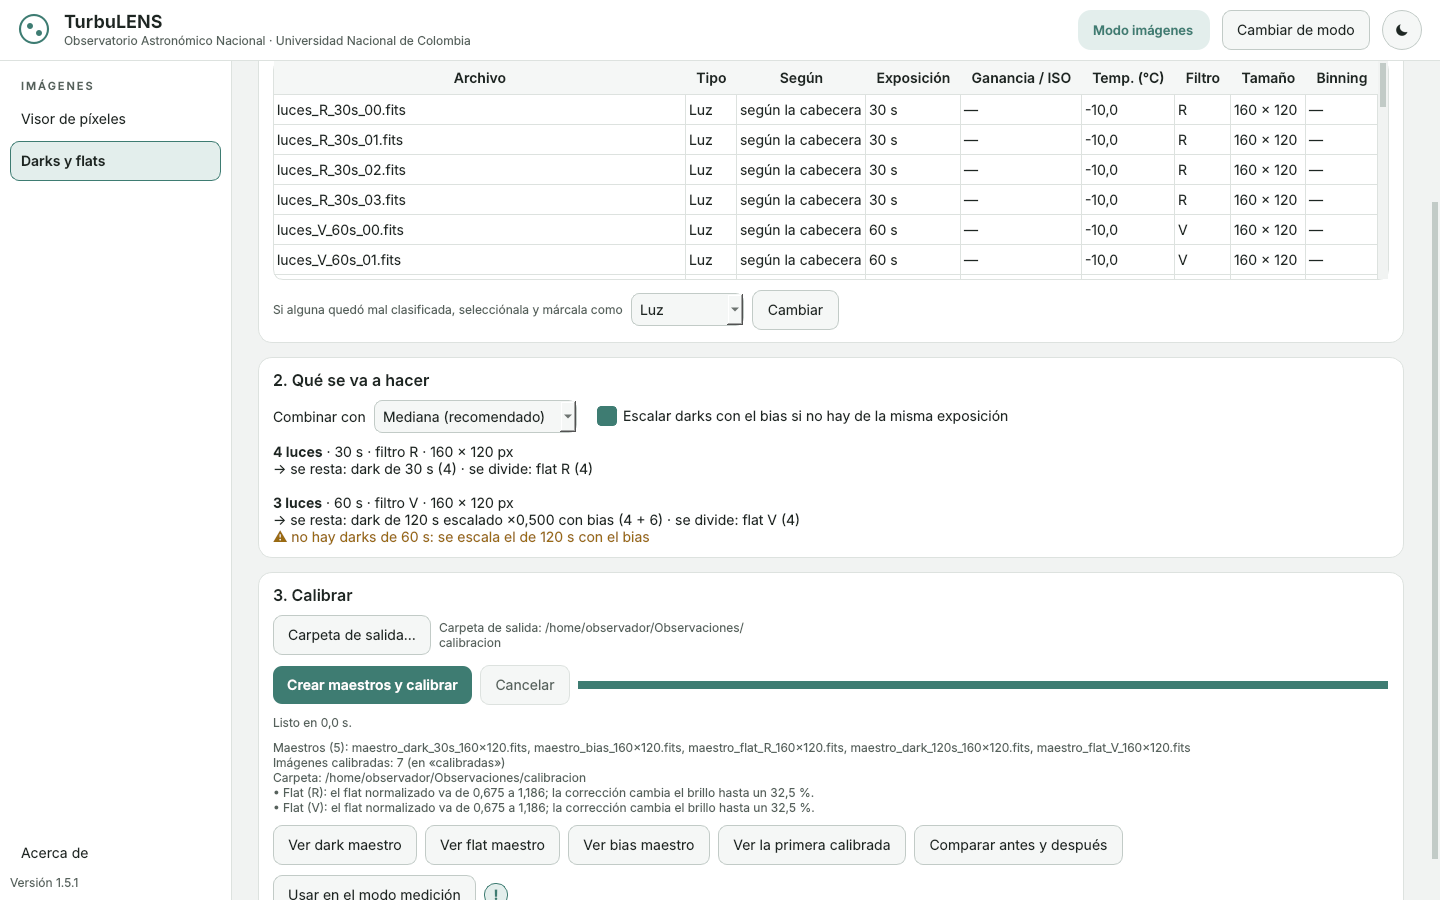 TurbuLENS
Observatorio Astronómico Nacional · Universidad Nacional de Colombia
Modo imágenes
Cambiar de modo
IMÁGENES
Visor de píxeles
Darks y flats
Archivo Tipo Según Exposición Ganancia / ISO Temp. (°C) Filtro Tamaño Binning
luces_R_30s_00.fits Luz según la cabecera 30 s — -10,0 R 160 × 120 —
luces_R_30s_01.fits Luz según la cabecera 30 s — -10,0 R 160 × 120 —
luces_R_30s_02.fits Luz según la cabecera 30 s — -10,0 R 160 × 120 —
luces_R_30s_03.fits Luz según la cabecera 30 s — -10,0 R 160 × 120 —
luces_V_60s_00.fits Luz según la cabecera 60 s — -10,0 V 160 × 120 —
luces_V_60s_01.fits Luz según la cabecera 60 s — -10,0 V 160 × 120 —
Si alguna quedó mal clasificada, selecciónala y márcala como Luz Cambiar
2. Qué se va a hacer
Combinar con Mediana (recomendado) Escalar darks con el bias si no hay de la misma exposición
4 luces · 30 s · filtro R · 160 × 120 px
→ se resta: dark de 30 s (4) · se divide: flat R (4)
3 luces · 60 s · filtro V · 160 × 120 px
→ se resta: dark de 120 s escalado ×0,500 con bias (4 + 6) · se divide: flat V (4)
⚠ no hay darks de 60 s: se escala el de 120 s con el bias
3. Calibrar
Carpeta de salida...
Carpeta de salida: /home/observador/Observaciones/
calibracion
Crear maestros y calibrar
Cancelar
Listo en 0,0 s.
Maestros (5): maestro_dark_30s_160×120.fits, maestro_bias_160×120.fits, maestro_flat_R_160×120.fits, maestro_dark_120s_160×120.fits, maestro_flat_V_160×120.fits
Imágenes calibradas: 7 (en «calibradas»)
Carpeta: /home/observador/Observaciones/calibracion
• Flat (R): el flat normalizado va de 0,675 a 1,186; la corrección cambia el brillo hasta un 32,5 %.
• Flat (V): el flat normalizado va de 0,675 a 1,186; la corrección cambia el brillo hasta un 32,5 %.
Ver dark maestro
Ver flat maestro
Ver bias maestro
Ver la primera calibrada
Comparar antes y después
Usar en el modo medición
!
Acerca de
Versión 1.5.1